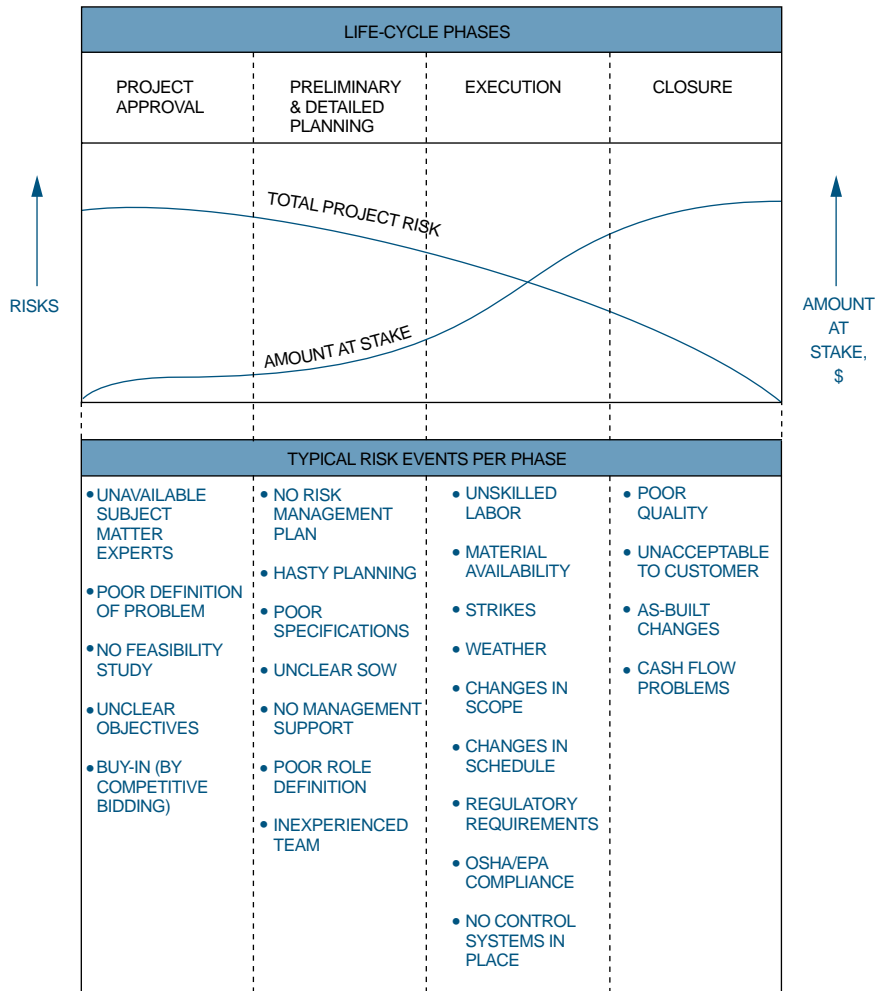 LIFE-CYCLE PHASES
PROJECT
APPROVAL
PRELIMINARY
& DETAILED
PLANNING
EXECUTION
CLOSURE
RISKS
TOTAL PROJECT RISK
AMOUNT AT STAKE
AMOUNT
AT
STAKE,
$
TYPICAL RISK EVENTS PER PHASE
• UNAVAILABLE
SUBJECT
MATTER
EXPERTS
• POOR DEFINITION
OF PROBLEM
• NO FEASIBILITY
STUDY
• UNCLEAR
OBJECTIVES
• BUY-IN (BY
COMPETITIVE
BIDDING)
• NO RISK
MANAGEMENT
PLAN
• HASTY PLANNING
• POOR
SPECIFICATIONS
• UNCLEAR SOW
• NO MANAGEMENT
SUPPORT
• POOR ROLE
DEFINITION
• INEXPERIENCED
TEAM
• UNSKILLED
LABOR
• MATERIAL
AVAILABILITY
• STRIKES
• WEATHER
• CHANGES IN
SCOPE
• CHANGES IN
SCHEDULE
• REGULATORY
REQUIREMENTS
• OSHA/EPA
COMPLIANCE
• NO CONTROL
SYSTEMS IN
PLACE
• POOR
QUALITY
• UNACCEPTABLE
TO CUSTOMER
• AS-BUILT
CHANGES
• CASH FLOW
PROBLEMS